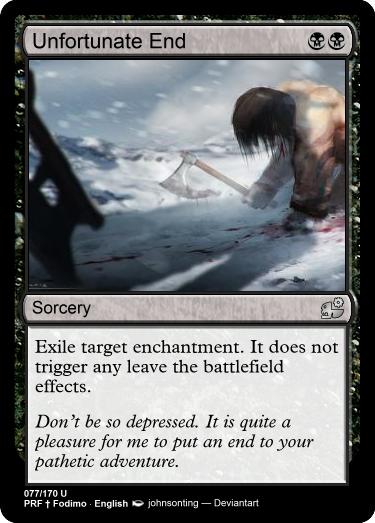 Unfortunate End
Sorcery
Exile target enchantment. It does not
trigger any leave the battlefield
effects.
Don't be so depressed. It is quite a
pleasure for me to put an end to your
pathetic adventure.
077/170 U
PRF † Fodimo · English johnsonting — Deviantart